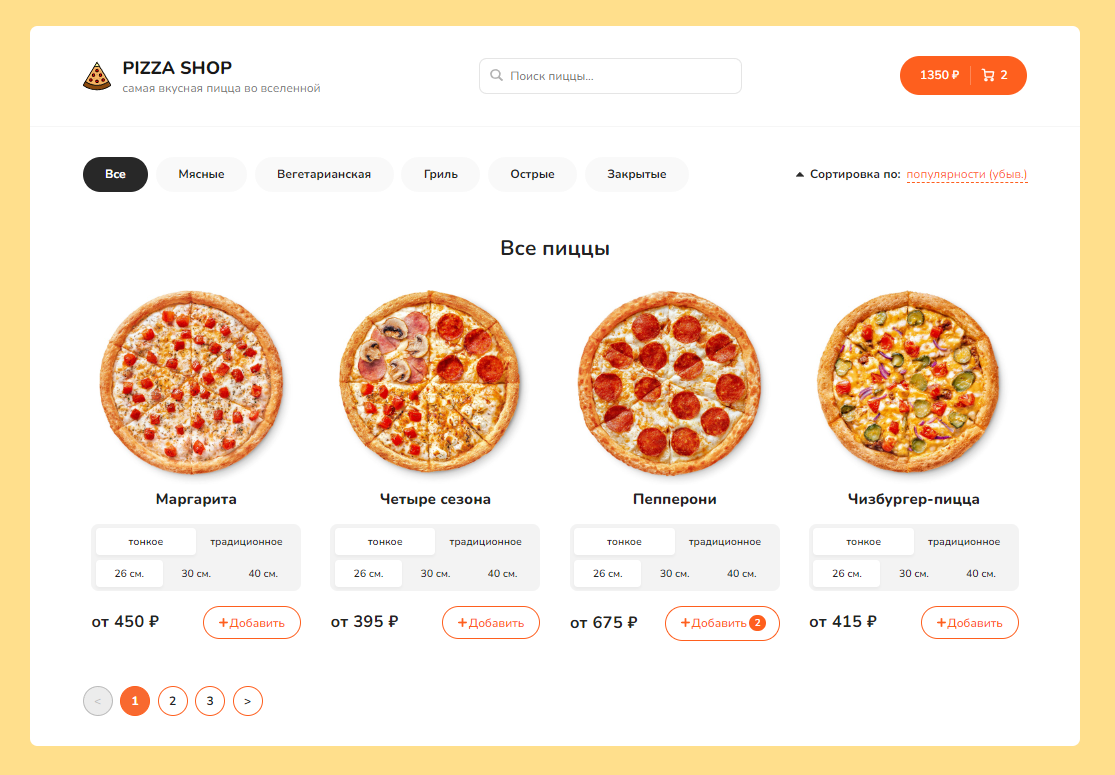 PIZZA SHOP
самая вкусная пицца во вселенной
Поиск пиццы...
1350 ₽ 2
Все Мясные Вегетарианская Гриль Острые Закрытые
Сортировка по: популярности (убыв.)
Все пиццы
Маргарита
тонкое традиционное
26 см. 30 см. 40 см.
от 450 ₽ +Добавить
Четыре сезона
тонкое традиционное
26 см. 30 см. 40 см.
от 395 ₽ +Добавить
Пепперони
тонкое традиционное
26 см. 30 см. 40 см.
от 675 ₽ +Добавить 2
Чизбургер-пицца
тонкое традиционное
26 см. 30 см. 40 см.
от 415 ₽ +Добавить
< 1 2 3 >